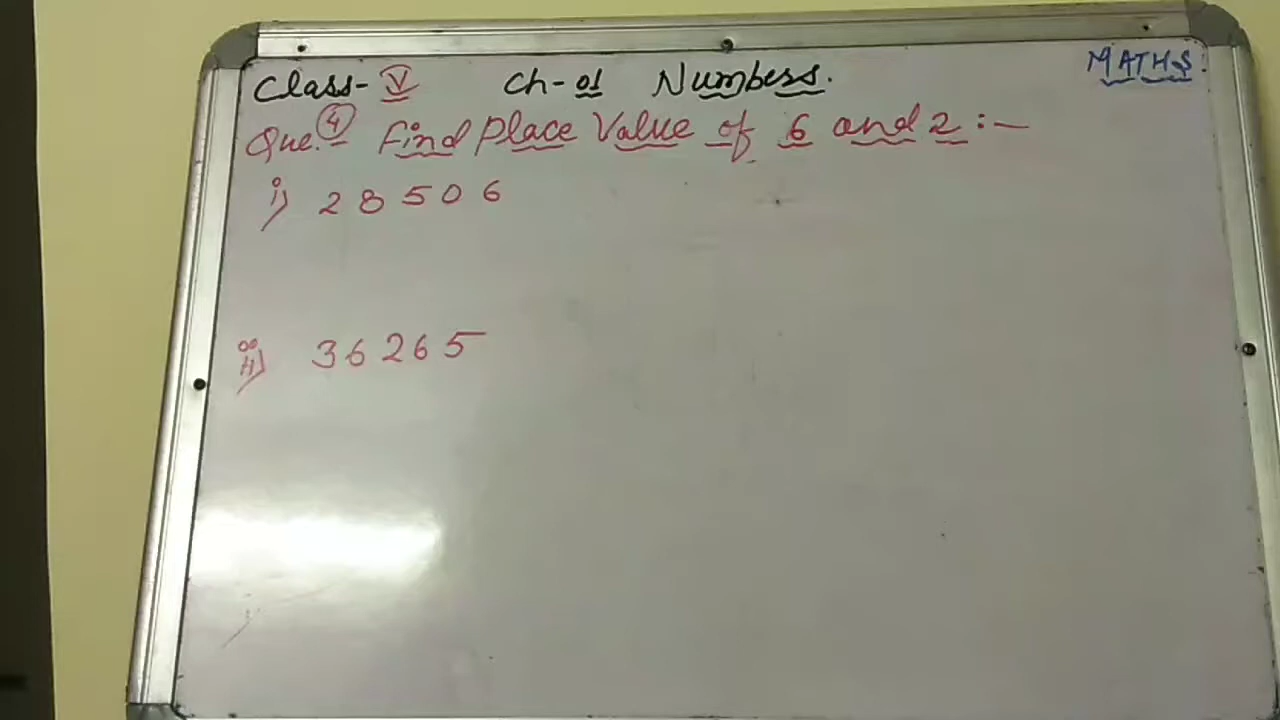 Class-V Ch-01 Numbers. MATHS.
Que. 4 Find Place Value of 6 and 2 :-
i) 28506
ii) 36265